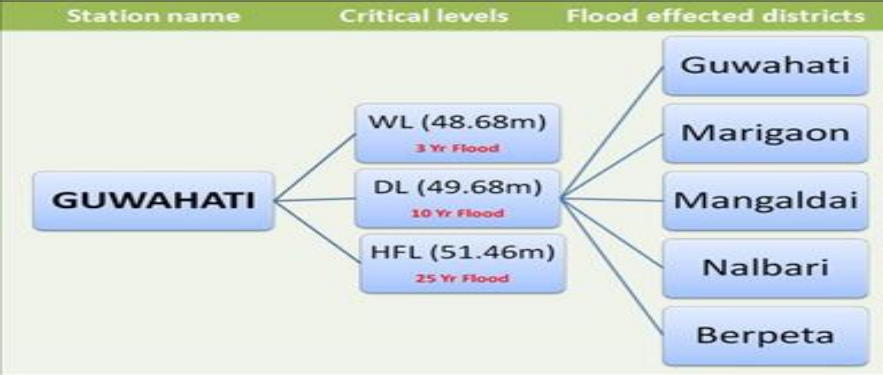 Station name Critical levels Flood effected districts
GUWAHATI
WL (48.68m)
3 Yr Flood
DL (49.68m)
10 Yr Flood
HFL (51.46m)
25 Yr Flood
Guwahati
Marigaon
Mangaldai
Nalbari
Berpeta